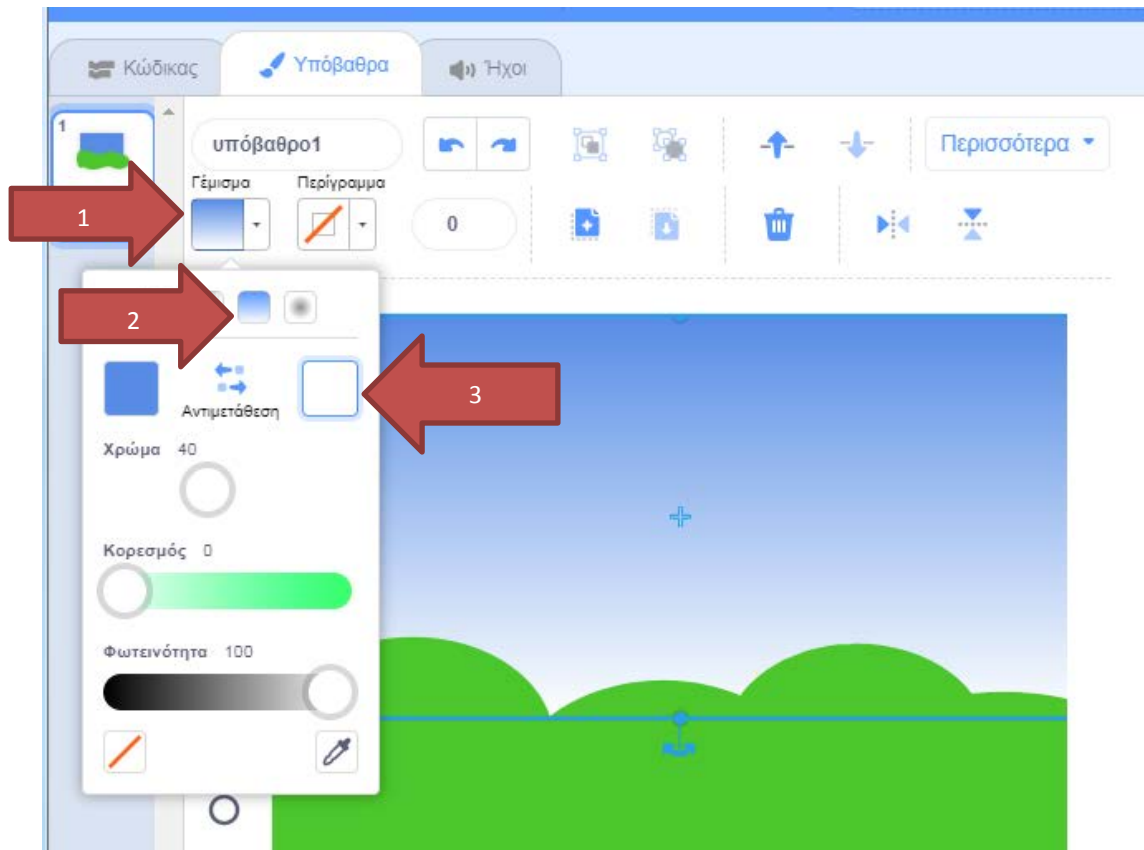 Κώδικας Υπόβαθρα Ήχοι
1
υπόβαθρο1 Περισσότερα
Γέμισμα Περίγραμμα
1
0
2
Αντιμετάθεση
3
Χρώμα 40
Κορεσμός 0
Φωτεινότητα 100